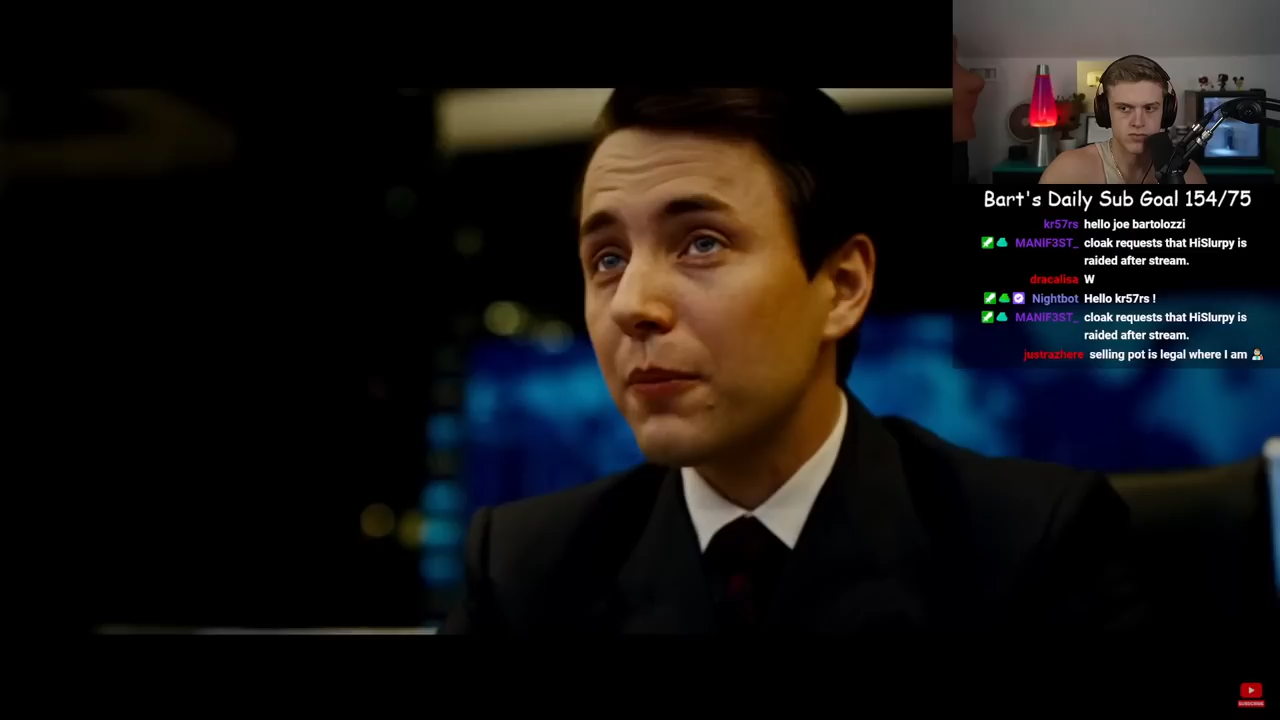 Bart's Daily Sub Goal 154/75
kr57rs hello joe bartolozzi
MANIF3ST_ cloak requests that HiSlurpy is
raided after stream.
dracalisa W
Nightbot Hello kr57rs !
MANIF3ST_ cloak requests that HiSlurpy is
raided after stream.
justrazhere selling pot is legal where I am
SUBSCRIBE